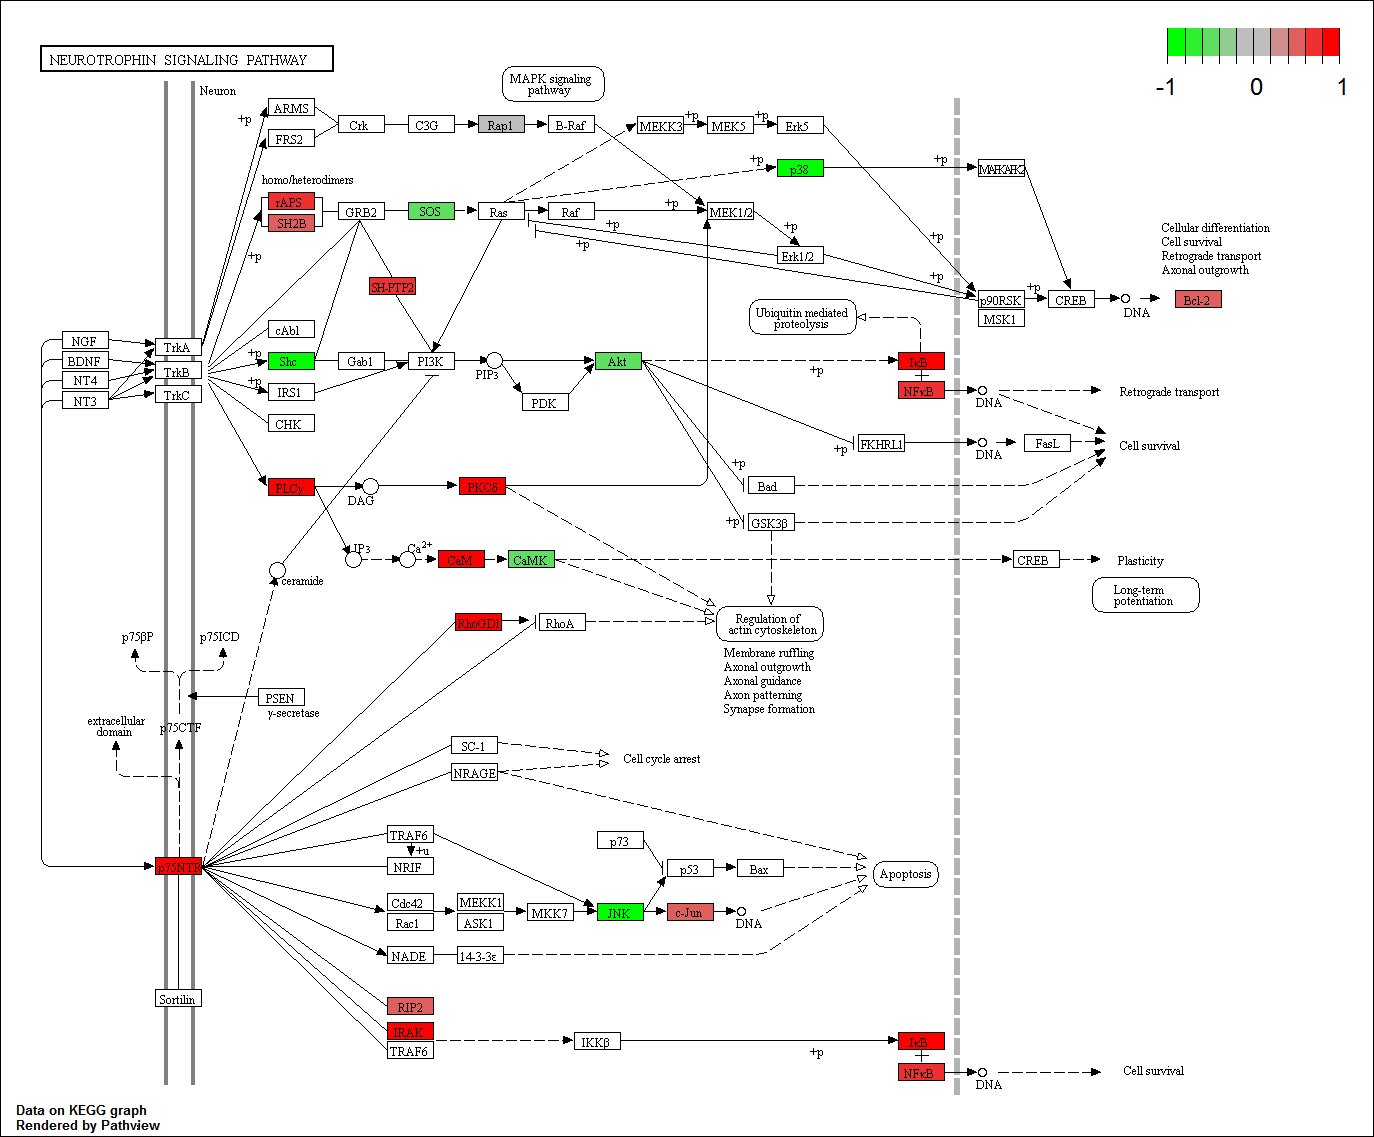 NEUROTROPHIN SIGNALING PATHWAY
-1 0 1
Neuron
MAPK signaling
pathway
+p
ARMS
FRS2
Crk
C3G
Rap1
B-Raf
+p
MEKK3
+p
MEK5
+p
Erk5
+p
p38
+p
MAPKAPK2
homo/heterodimers
rAPS
SH2B
+p
GRB2
SOS
Ras
Raf
+p
MEK1/2
+p
Erk1/2
+p
+p
+p
+p
Cellular differentiation
Cell survival
Retrograde transport
Axonal outgrowth
SH-PTP2
p90RSK
MSK1
+p
CREB
DNA
Bcl-2
Ubiquitin mediated
proteolysis
NGF
BDNF
NT4
NT3
TrkA
TrkB
TrkC
cAbl
+p
Shc
+p
IRS1
CHK
Gab1
PI3K
PIP3
PDK
Akt
+p
IκB
NFκB
DNA
Retrograde transport
+p
FKHRL1
DNA
FasL
Cell survival
+p
Bad
+p
GSK3β
PLCγ
DAG
PKCδ
IP3
Ca2+
CaM
CaMK
CREB
Plasticity
Long-term
potentiation
ceramide
RhoGDI
RhoA
Regulation of
actin cytoskeleton
Membrane ruffling
Axonal outgrowth
Axonal guidance
Axon patterning
Synapse formation
p75βP
p75ICD
PSEN
γ-secretase
extracellular
domain
p75CTF
SC-1
NRAGE
Cell cycle arrest
p75NTR
TRAF6
+u
NRIF
p73
p53
Bax
Apoptosis
Cdc42
Rac1
MEKK1
ASK1
MKK7
JNK
c-Jun
DNA
NADE
14-3-3ε
Sortilin
RIP2
IRAK
TRAF6
IKKβ
+p
IκB
NFκB
DNA
Cell survival
Data on KEGG graph
Rendered by Pathview